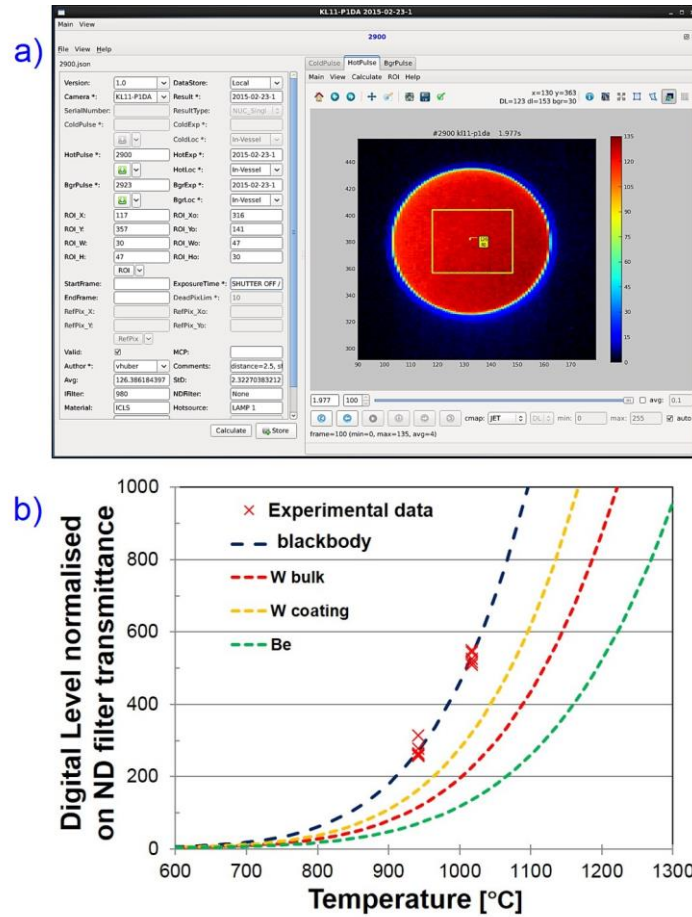 a)
KL11-P1DA 2015-02-23-1
Main View
2900
File View Help
2900.json
Version: 1.0 DataStore: Local
Camera *: KL11-P1DA Result *: 2015-02-23-1
SerialNumber: ResultType: NUC_Singl
ColdPulse *: ColdExp *:
ColdLoc *: In-Vessel
HotPulse *: 2900 HotExp *: 2015-02-23-1
HotLoc *: In-Vessel
BgrPulse *: 2923 BgrExp *: 2015-02-23-1
BgrLoc *: In-Vessel
ROI_X: 117 ROI_Xo: 316
ROI_Y: 357 ROI_Yo: 141
ROI_W: 30 ROI_Wo: 47
ROI_H: 47 ROI_Ho: 30
ROI
StartFrame: ExposureTime *: SHUTTER OFF /
EndFrame: DeadPixLim *: 10
RefPix_X: RefPix_Xo:
RefPix_Y: RefPix_Yo:
RefPix
Valid: MCP:
Author *: vhuber Comments: distance=2.5, sf
Avg: 126.386184397 StD: 2.32270383212
IFilter: 980 NDFilter: None
Material: ICLS Hotsource: LAMP 1
Calculate Store
ColdPulse HotPulse BgrPulse
Main View Calculate ROI Help
x=130 y=363
DL=123 dl=153 bgr=30
#2900 kl11-p1da 1.977s
440
420
400
380
360
340
320
300
90 100 110 120 130 140 150 160 170
135
120
105
90
75
60
45
30
15
0
1.977 100 avg: 0.1
cmap: JET DL min: 0 max: 255 auto
frame=100 (min=0, max=135, avg=4)
b)
Digital Level normalised
on ND filter transmittance
1000
800
600
400
200
0
Experimental data
blackbody
W bulk
W coating
Be
600 700 800 900 1000 1100 1200 1300
Temperature [°C]